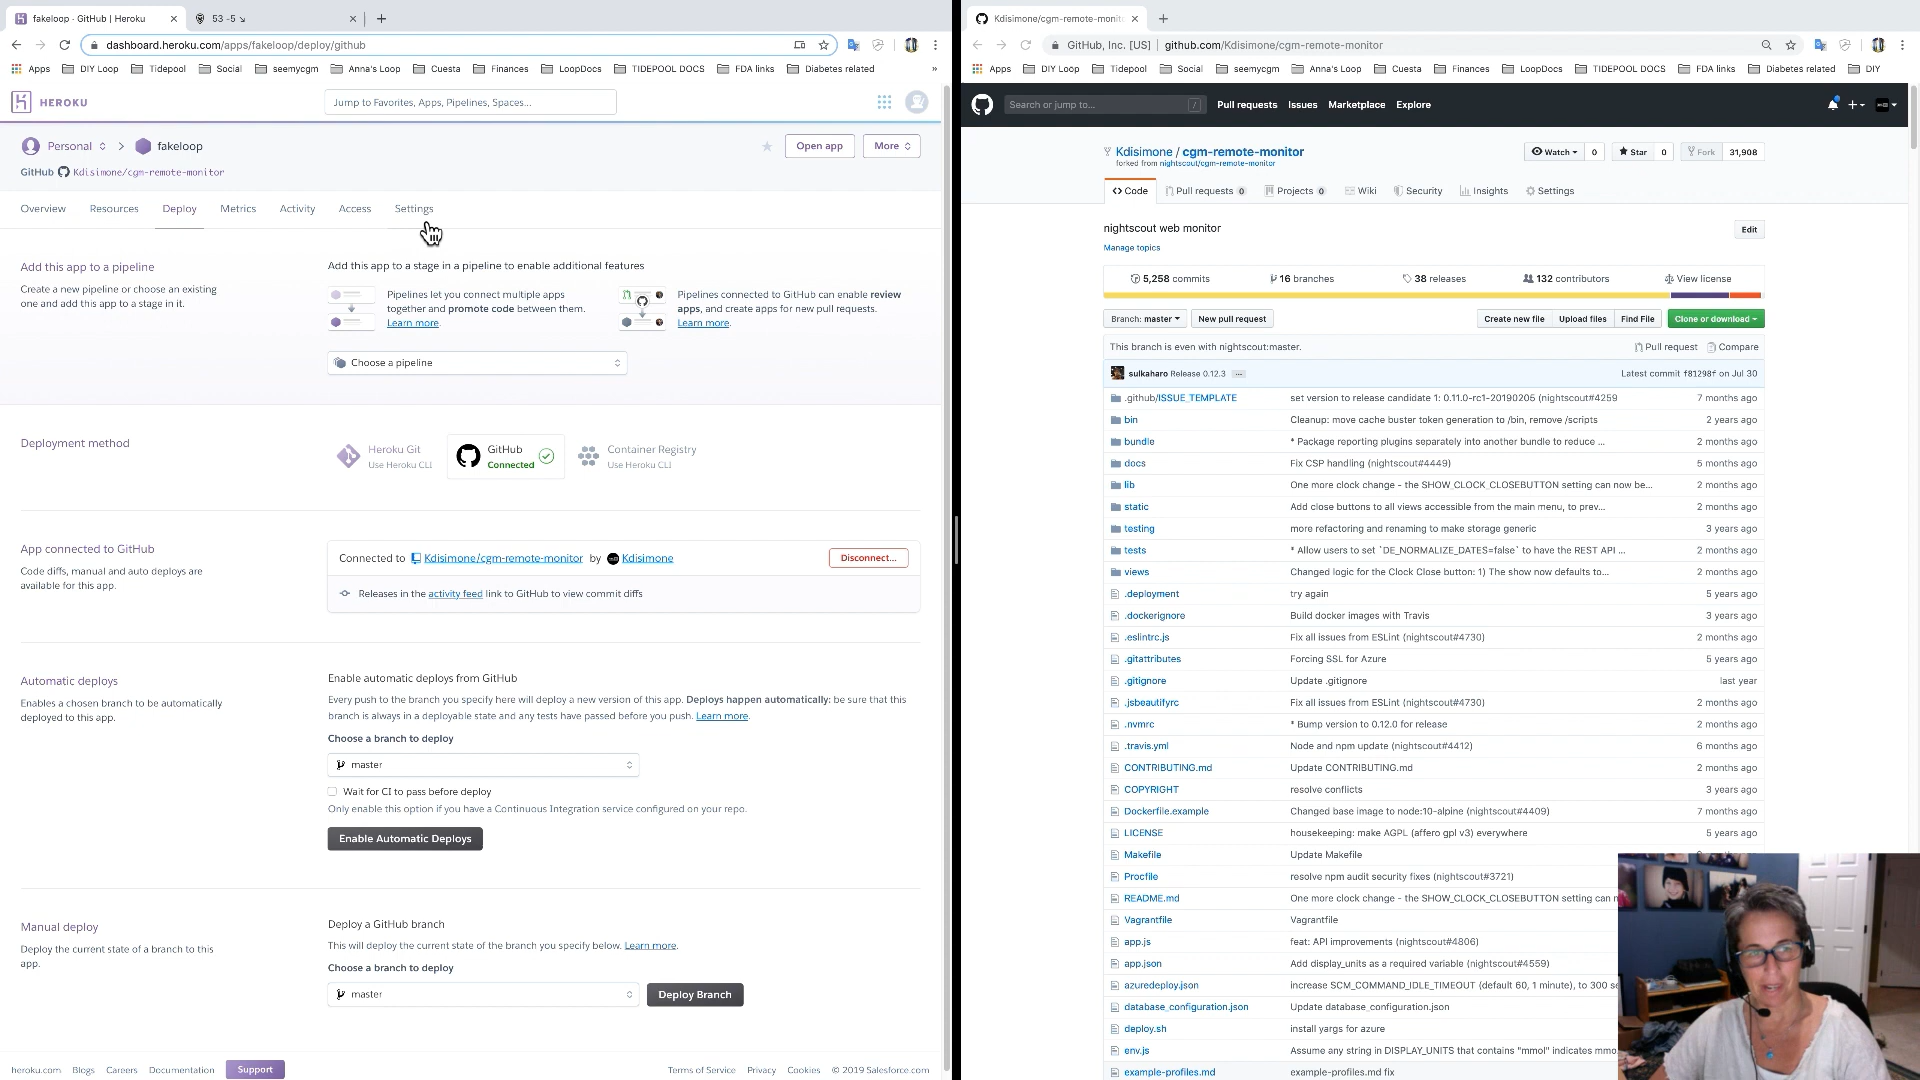 fakeloop · GitHub | Heroku
53 -5 ↘
dashboard.heroku.com/apps/fakeloop/deploy/github
Apps DIY Loop Tidepool Social seemycgm Anna's Loop Cuesta Finances LoopDocs TIDEPOOL DOCS FDA links Diabetes related »
HEROKU
Jump to Favorites, Apps, Pipelines, Spaces...
Personal > fakeloop
Open app More
GitHub Kdisimone/cgm-remote-monitor
Overview Resources Deploy Metrics Activity Access Settings
Add this app to a pipeline
Create a new pipeline or choose an existing
one and add this app to a stage in it.
Add this app to a stage in a pipeline to enable additional features
Pipelines let you connect multiple apps
together and promote code between them.
Learn more.
Pipelines connected to GitHub can enable review
apps, and create apps for new pull requests.
Learn more.
Choose a pipeline
Deployment method
Heroku Git
Use Heroku CLI
GitHub
Connected
Container Registry
Use Heroku CLI
App connected to GitHub
Code diffs, manual and auto deploys are
available for this app.
Connected to Kdisimone/cgm-remote-monitor by Kdisimone
Disconnect...
Releases in the activity feed link to GitHub to view commit diffs
Automatic deploys
Enables a chosen branch to be automatically
deployed to this app.
Enable automatic deploys from GitHub
Every push to the branch you specify here will deploy a new version of this app. Deploys happen automatically: be sure that this
branch is always in a deployable state and any tests have passed before you push. Learn more.
Choose a branch to deploy
master
Wait for CI to pass before deploy
Only enable this option if you have a Continuous Integration service configured on your repo.
Enable Automatic Deploys
Manual deploy
Deploy the current state of a branch to this
app.
Deploy a GitHub branch
This will deploy the current state of the branch you specify below. Learn more.
Choose a branch to deploy
master
Deploy Branch
heroku.com Blogs Careers Documentation Support
Terms of Service Privacy Cookies © 2019 Salesforce.com
Kdisimone/cgm-remote-monit
GitHub, Inc. [US] | github.com/Kdisimone/cgm-remote-monitor
Apps DIY Loop Tidepool Social seemycgm Anna's Loop Cuesta Finances LoopDocs TIDEPOOL DOCS FDA links Diabetes related DIY
Search or jump to... /
Pull requests Issues Marketplace Explore
Kdisimone / cgm-remote-monitor
forked from nightscout/cgm-remote-monitor
Watch 0 Star 0 Fork 31,908
Code Pull requests 0 Projects 0 Wiki Security Insights Settings
nightscout web monitor
Edit
Manage topics
5,258 commits 16 branches 38 releases 132 contributors View license
Branch: master New pull request Create new file Upload files Find File Clone or download
This branch is even with nightscout:master.
Pull request Compare
sulkaharo Release 0.12.3 ...
Latest commit f81298f on Jul 30
.github/ISSUE_TEMPLATE set version to release candidate 1: 0.11.0-rc1-20190205 (nightscout#4259 7 months ago
bin Cleanup: move cache buster token generation to /bin, remove /scripts 2 years ago
bundle * Package reporting plugins separately into another bundle to reduce ... 2 months ago
docs Fix CSP handling (nightscout#4449) 5 months ago
lib One more clock change - the SHOW_CLOCK_CLOSEBUTTON setting can now be... 2 months ago
static Add close buttons to all views accessible from the main menu, to prev... 2 months ago
testing more refactoring and renaming to make storage generic 3 years ago
tests * Allow users to set `DE_NORMALIZE_DATES=false` to have the REST API ... 2 months ago
views Changed logic for the Clock Close button: 1) The show now defaults to... 2 months ago
.deployment try again 5 years ago
.dockerignore Build docker images with Travis 3 years ago
.eslintrc.js Fix all issues from ESLint (nightscout#4730) 2 months ago
.gitattributes Forcing SSL for Azure 5 years ago
.gitignore Update .gitignore last year
.jsbeautifyrc Fix all issues from ESLint (nightscout#4730) 2 months ago
.nvmrc * Bump version to 0.12.0 for release 2 months ago
.travis.yml Node and npm update (nightscout#4412) 6 months ago
CONTRIBUTING.md Update CONTRIBUTING.md 2 months ago
COPYRIGHT resolve conflicts 3 years ago
Dockerfile.example Changed base image to node:10-alpine (nightscout#4409) 7 months ago
LICENSE housekeeping: make AGPL (affero gpl v3) everywhere 5 years ago
Makefile Update Makefile
Procfile resolve npm audit security fixes (nightscout#3721)
README.md One more clock change - the SHOW_CLOCK_CLOSEBUTTON setting can n
Vagrantfile Vagrantfile
app.js feat: API improvements (nightscout#4806)
app.json Add display_units as a required variable (nightscout#4559)
azuredeploy.json increase SCM_COMMAND_IDLE_TIMEOUT (default 60, 1 minute), to 300 se
database_configuration.json Update database_configuration.json
deploy.sh install yargs for azure
env.js Assume any string in DISPLAY_UNITS that contains "mmol" indicates mmo
example-profiles.md example-profiles.md fix